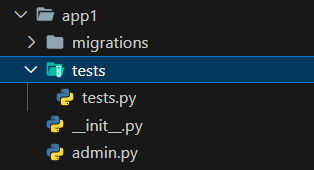 app1
migrations
tests
tests.py
__init__.py
admin.py